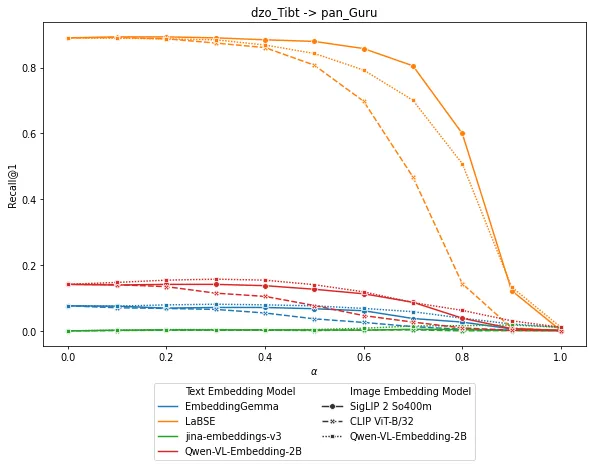 dzo_Tibt -> pan_Guru
Recall@1
0.8
0.6
0.4
0.2
0.0
0.0 0.2 0.4 0.6 0.8 1.0
α
Text Embedding Model
EmbeddingGemma
LaBSE
jina-embeddings-v3
Qwen-VL-Embedding-2B
Image Embedding Model
SigLIP 2 So400m
CLIP ViT-B/32
Qwen-VL-Embedding-2B